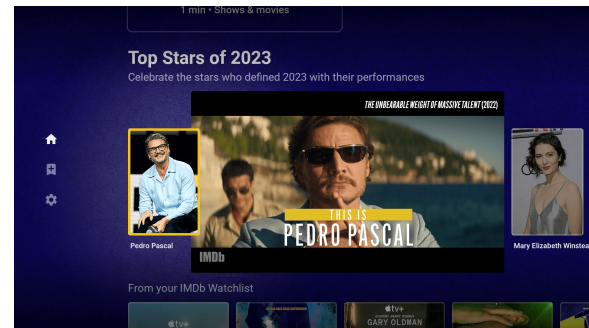 1 min • Shows & movies
Top Stars of 2023
Celebrate the stars who defined 2023 with their performances
THE UNBEARABLE WEIGHT OF MASSIVE TALENT (2022)
THIS IS
PEDRO PASCAL
IMDb
Pedro Pascal
Mary Elizabeth Winstea
From your IMDb Watchlist
tv+
tv+
GARY OLDMAN